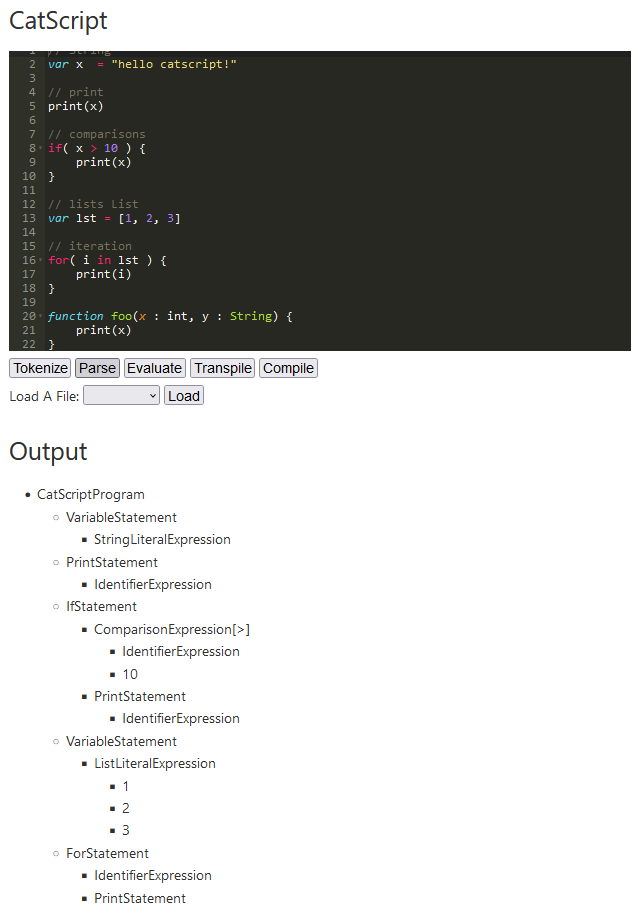 CatScript
1 // String
2 var x  = "hello catscript!"
3
4 // print
5 print(x)
6
7 // comparisons
8 if( x > 10 ) {
9     print(x)
10 }
11
12 // lists List
13 var lst = [1, 2, 3]
14
15 // iteration
16 for( i in lst ) {
17     print(i)
18 }
19
20 function foo(x : int, y : String) {
21     print(x)
22 }
Tokenize Parse Evaluate Transpile Compile
Load A File: Load
Output
CatScriptProgram
VariableStatement
StringLiteralExpression
PrintStatement
IdentifierExpression
IfStatement
ComparisonExpression[>]
IdentifierExpression
10
PrintStatement
IdentifierExpression
VariableStatement
ListLiteralExpression
1
2
3
ForStatement
IdentifierExpression
PrintStatement